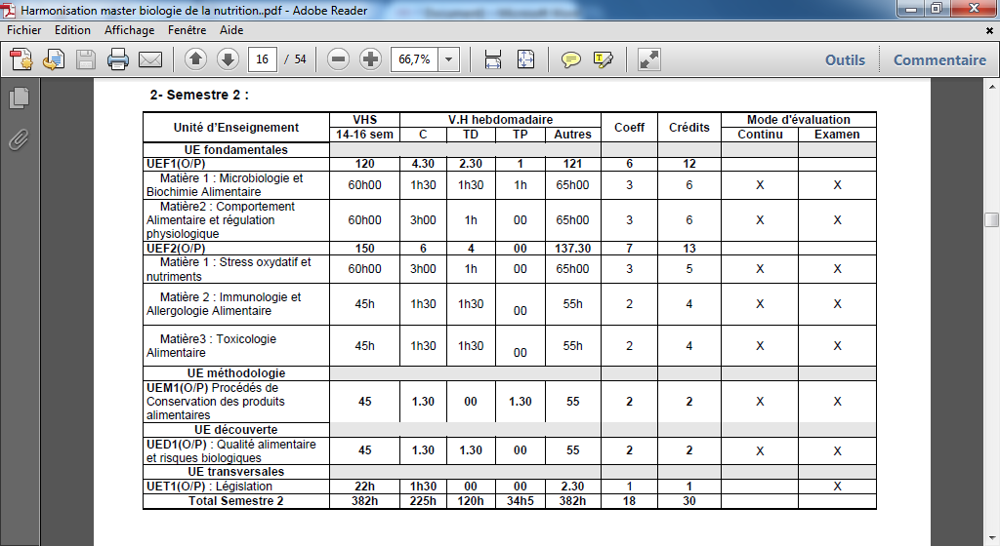 Harmonisation master biologie de la nutrition..pdf - Adobe Reader
Fichier Edition Affichage Fenêtre Aide
16 / 54 66,7% Outils Commentaire
2- Semestre 2 :
Unité d'Enseignement VHS V.H hebdomadaire Coeff Crédits Mode d'évaluation
14-16 sem C TD TP Autres Continu Examen
UE fondamentales
UEF1(O/P) 120 4.30 2.30 1 121 6 12
Matière 1 : Microbiologie et
Biochimie Alimentaire 60h00 1h30 1h30 1h 65h00 3 6 X X
Matière2 : Comportement
Alimentaire et régulation 60h00 3h00 1h 00 65h00 3 6 X X
physiologique
UEF2(O/P) 150 6 4 00 137.30 7 13
Matière 1 : Stress oxydatif et
nutriments 60h00 3h00 1h 00 65h00 3 5 X X
Matière 2 : Immunologie et
Allergologie Alimentaire 45h 1h30 1h30 00 55h 2 4 X X
Matière3 : Toxicologie
Alimentaire 45h 1h30 1h30 00 55h 2 4 X X
UE méthodologie
UEM1(O/P) Procédés de
Conservation des produits 45 1.30 00 1.30 55 2 2 X X
alimentaires
UE découverte
UED1(O/P) : Qualité alimentaire
et risques biologiques 45 1.30 1.30 00 55 2 2 X X
UE transversales
UET1(O/P) : Législation 22h 1h30 00 00 2.30 1 1 X
Total Semestre 2 382h 225h 120h 34h5 382h 18 30